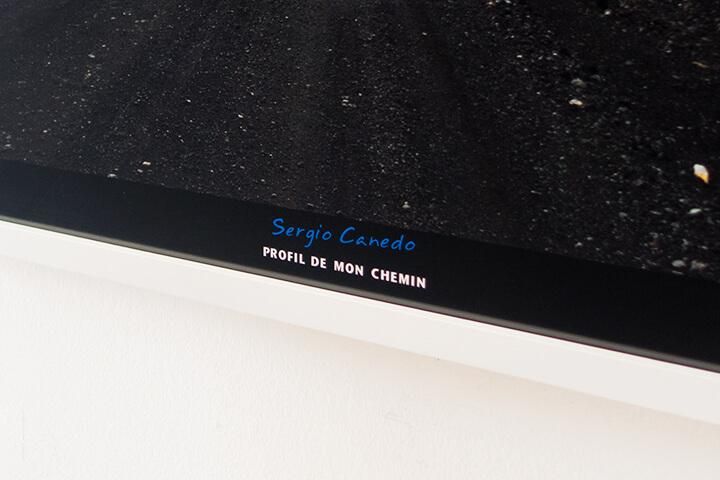 Sergio Canedo
PROFIL DE MON CHEMIN